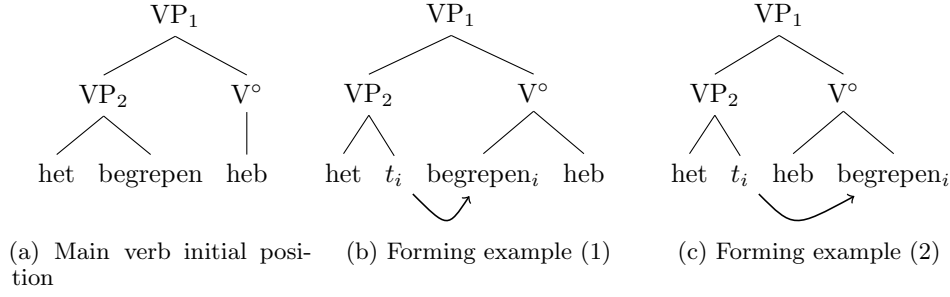 VP₁ VP₁ VP₁
VP₂ V° VP₂ V° VP₂ V°
het begrepen heb het tᵢ begrepenᵢ heb het tᵢ heb begrepenᵢ
(a) Main verb initial posi-
tion
(b) Forming example (1)
(c) Forming example (2)